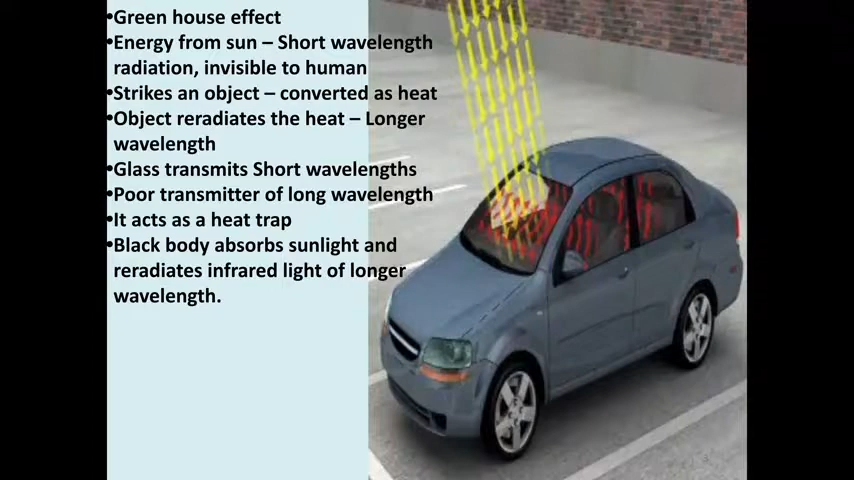 •Green house effect
•Energy from sun – Short wavelength
radiation, invisible to human
•Strikes an object – converted as heat
•Object reradiates the heat – Longer
wavelength
•Glass transmits Short wavelengths
•Poor transmitter of long wavelength
•It acts as a heat trap
•Black body absorbs sunlight and
reradiates infrared light of longer
wavelength.